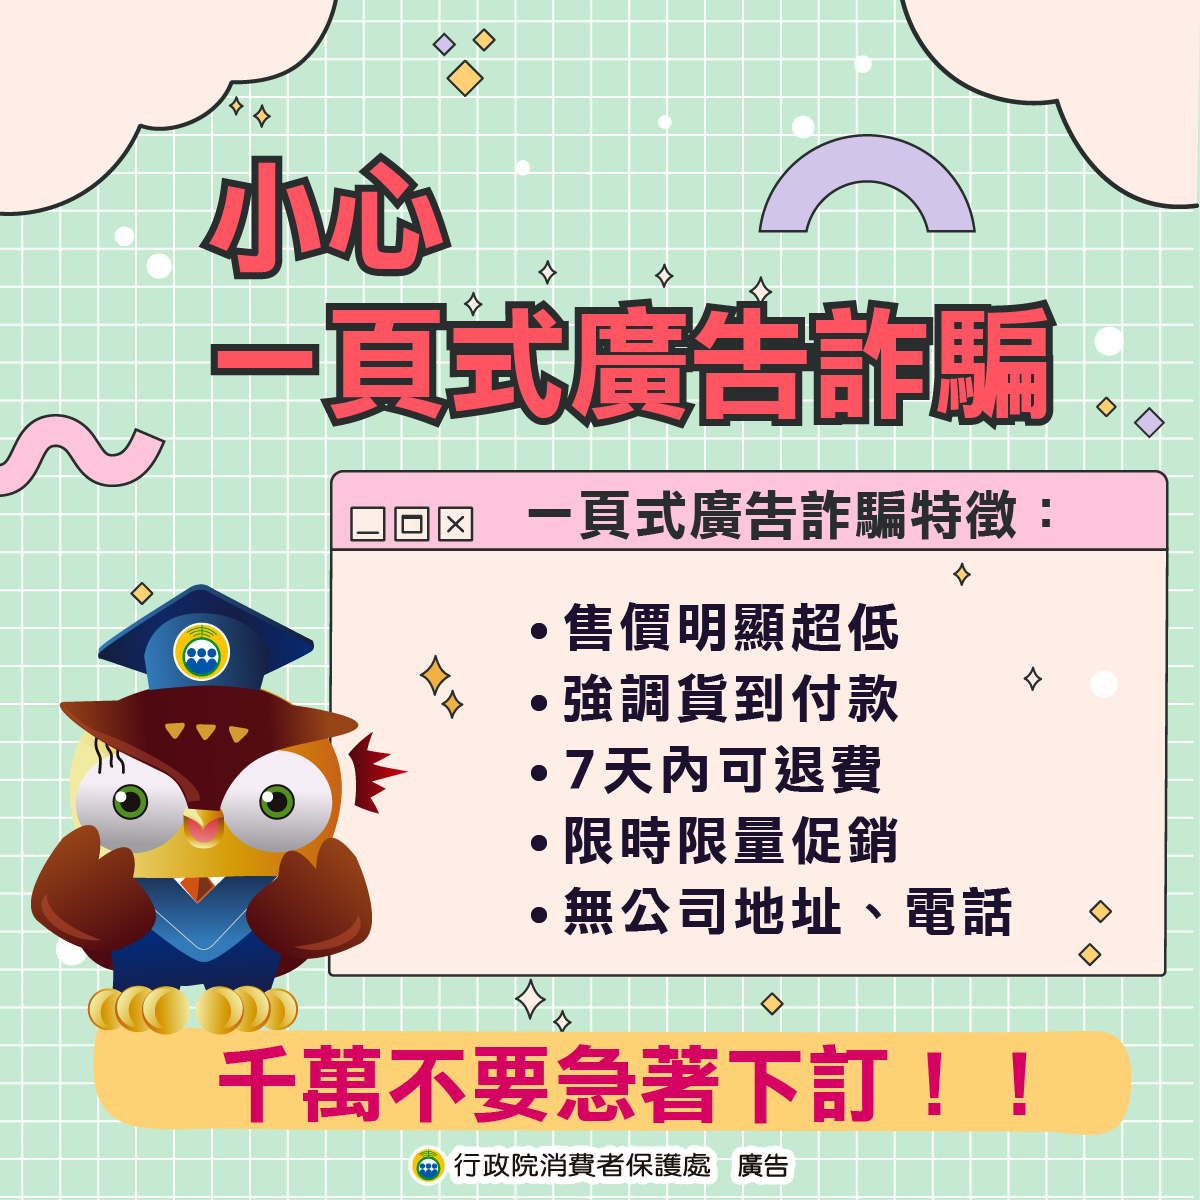 小心
一頁式廣告詐騙
一頁式廣告詐騙特徵：
•售價明顯超低
•強調貨到付款
•7天內可退費
•限時限量促銷
•無公司地址、電話
千萬不要急著下訂！！
行政院消費者保護處 廣告